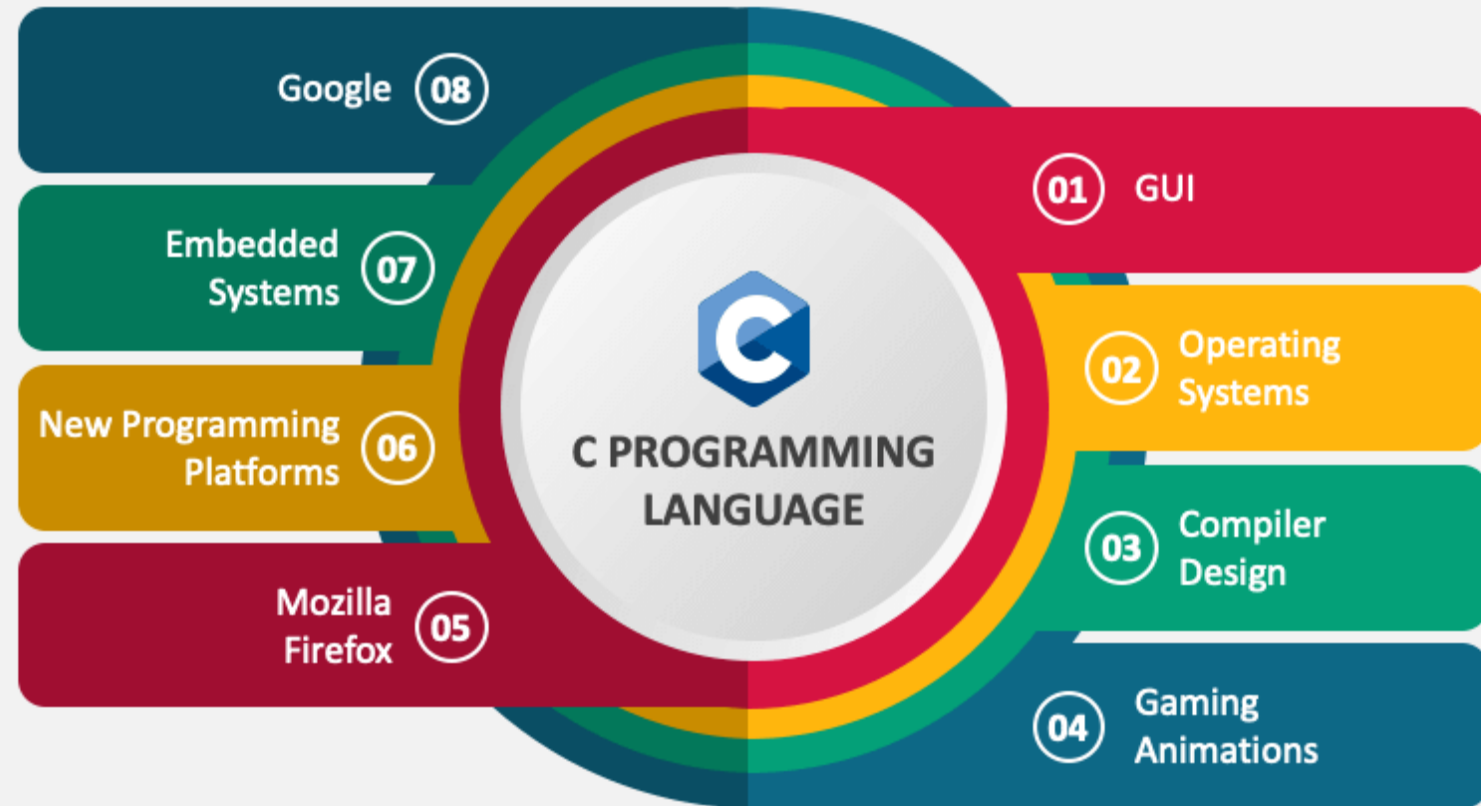 C PROGRAMMING
LANGUAGE
01 GUI
02 Operating
Systems
03 Compiler
Design
04 Gaming
Animations
Mozilla
Firefox 05
New Programming
Platforms 06
Embedded
Systems 07
Google 08